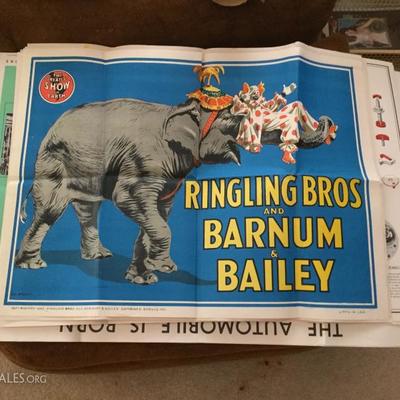 THE GREATEST
SHOW
ON EARTH
RINGLING BROS
AND
BARNUM
&
BAILEY
THE AUTOMOBILE IS BORN
ALES.ORG